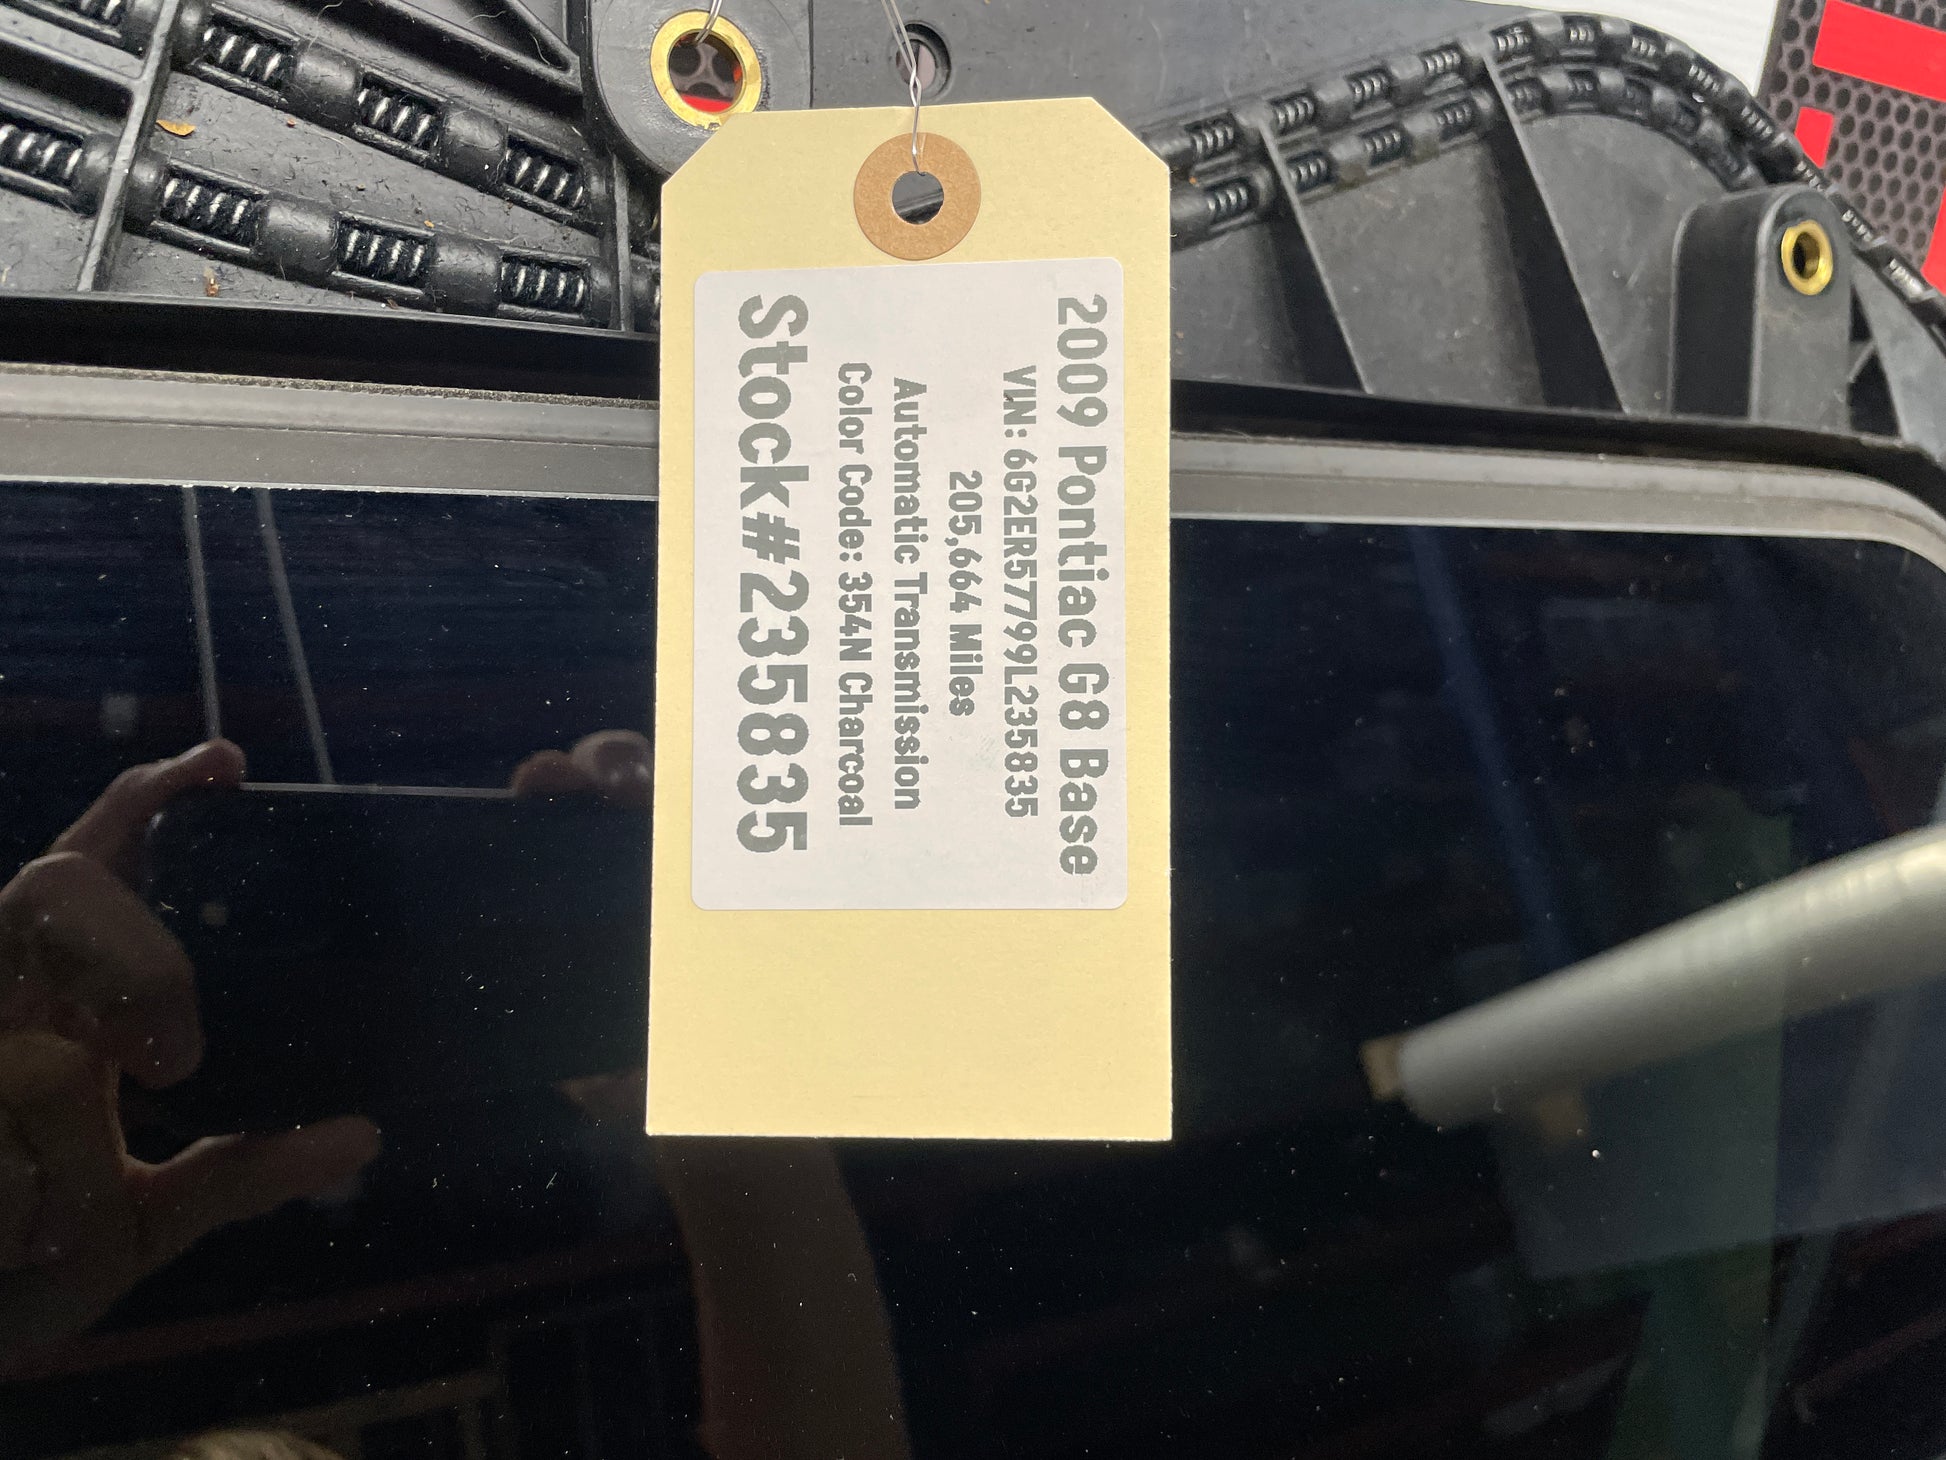 2009 Pontiac G8 Base
VIN: 6G2ER57799L235835
205,664 Miles
Automatic Transmission
Color Code: 354N Charcoal
Stock#235835